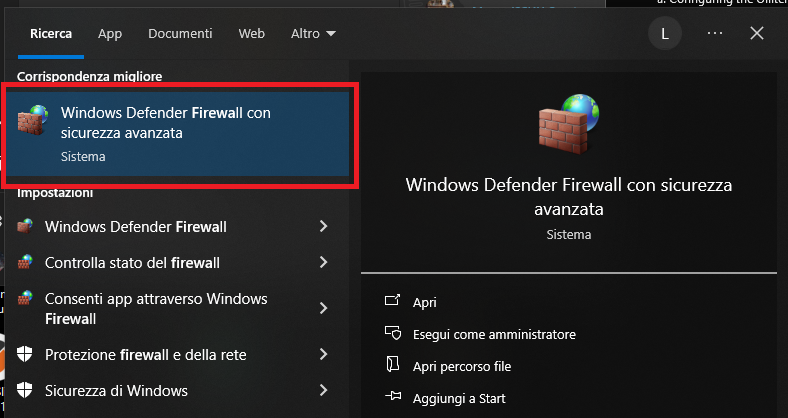 a. Configuring the
Ricerca App Documenti Web Altro L
Corrispondenza migliore
Windows Defender Firewall con
sicurezza avanzata
Sistema
Impostazioni
Windows Defender Firewall
Controlla stato del firewall
Consenti app attraverso Windows
Firewall
Protezione firewall e della rete
Sicurezza di Windows
Windows Defender Firewall con sicurezza
avanzata
Sistema
Apri
Esegui come amministratore
Apri percorso file
Aggiungi a Start